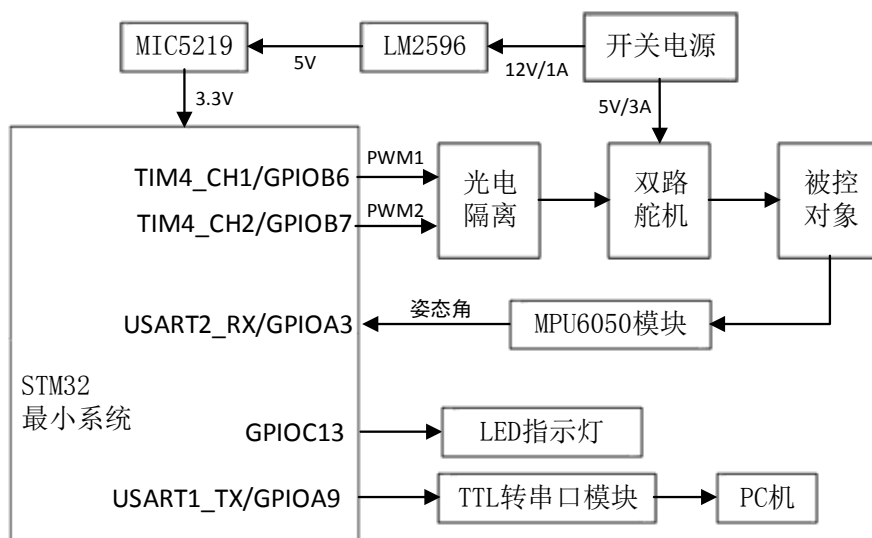 MIC5219
5V
LM2596
12V/1A
开关电源
3.3V
5V/3A
TIM4_CH1/GPIOB6
PWM1
TIM4_CH2/GPIOB7
PWM2
光电
隔离
双路
舵机
被控
对象
USART2_RX/GPIOA3
姿态角
MPU6050模块
STM32
最小系统
GPIOC13
LED指示灯
USART1_TX/GPIOA9
TTL转串口模块
PC机